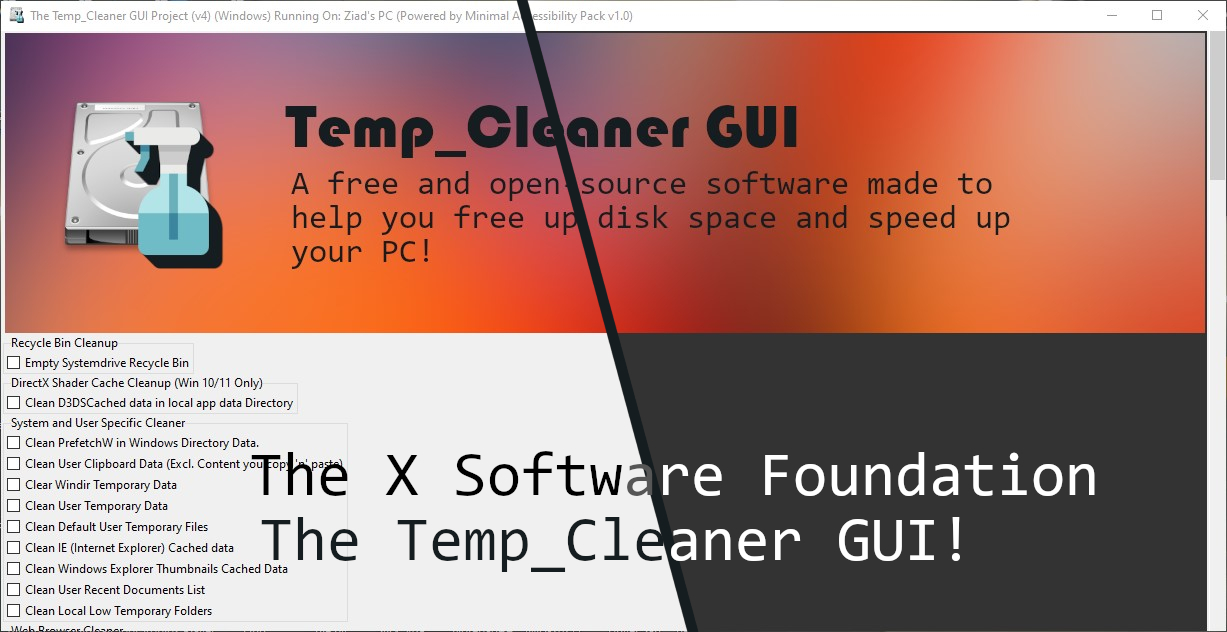 The Temp_Cleaner GUI Project (v4) (Windows) Running On: Ziad's PC (Powered by Minimal A essibility Pack v1.0)
Temp_Cleaner GUI
A free and open-source software made to
help you free up disk space and speed up
your PC!
Recycle Bin Cleanup
Empty Systemdrive Recycle Bin
DirectX Shader Cache Cleanup (Win 10/11 Only)
Clean D3DSCached data in local app data Directory
System and User Specific Cleaner
Clean PrefetchW in Windows Directory Data.
Clean User Clipboard Data (Excl. Content you copy 'n' paste)
Clear Windir Temporary Data
Clean User Temporary Data
Clean Default User Temporary Files
Clean IE (Internet Explorer) Cached data
Clean Windows Explorer Thumbnails Cached Data
Clean User Recent Documents List
Clean Local Low Temporary Folders
Web Browser Cleaner
The X Software Foundation
The Temp_Cleaner GUI!